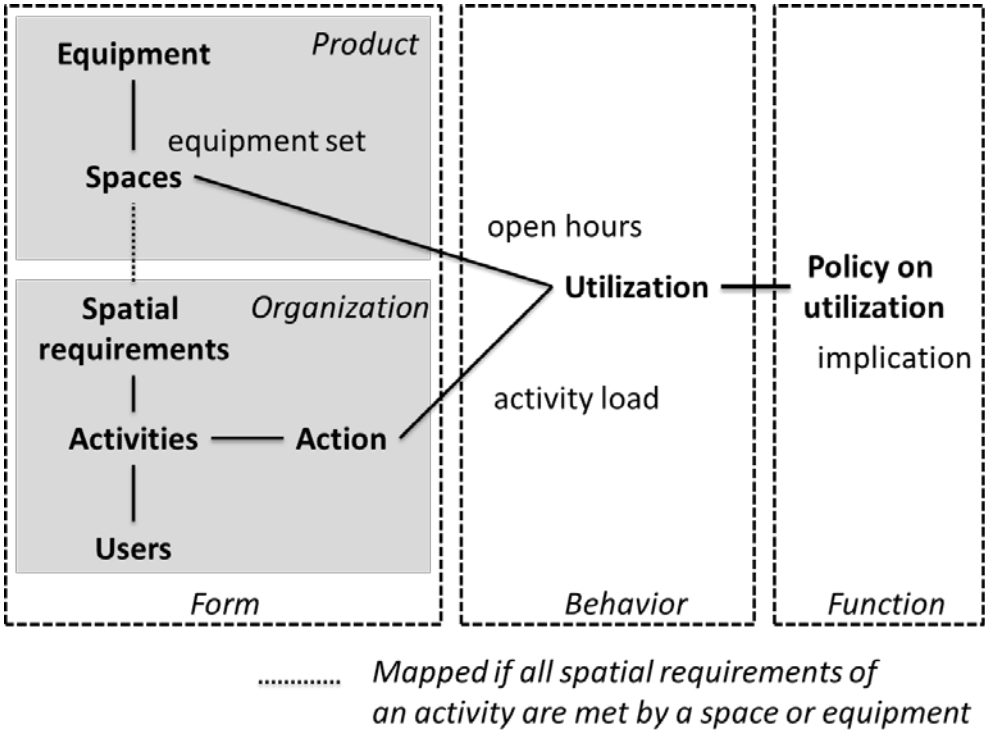 Product
Equipment
equipment set
Spaces
open hours
Utilization
Policy on
utilization
implication
Organization
Spatial
requirements
activity load
Activities
Action
Users
Form
Behavior
Function
Mapped if all spatial requirements of
an activity are met by a space or equipment